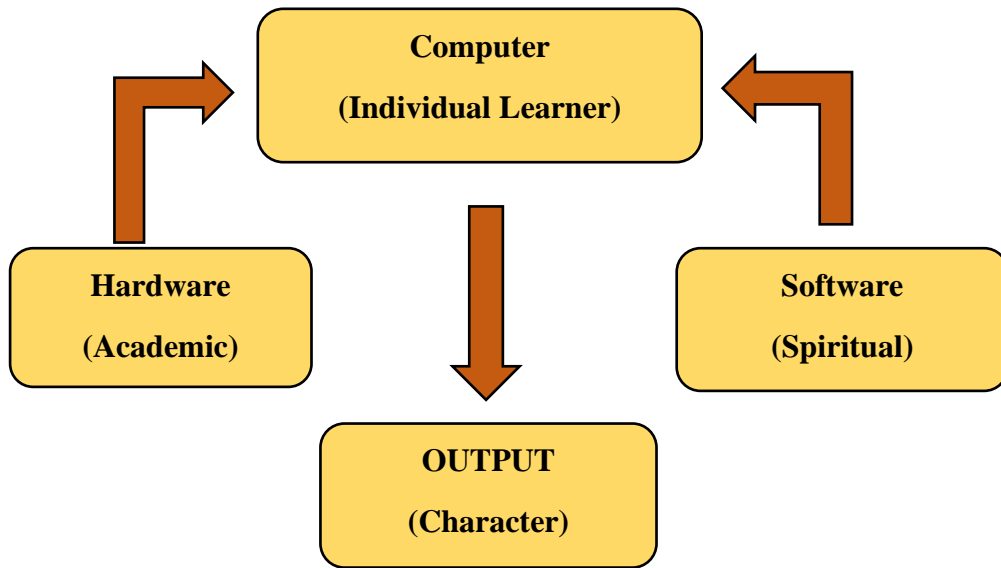 Computer
(Individual Learner)
Hardware
(Academic)
Software
(Spiritual)
OUTPUT
(Character)